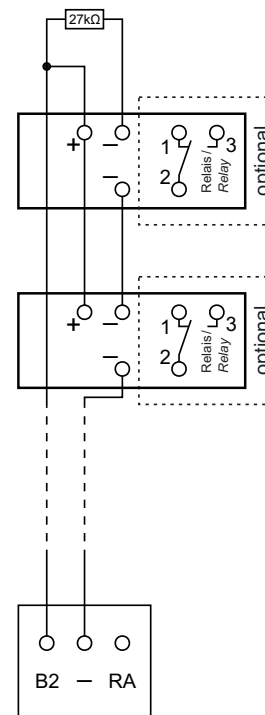 27kΩ
+ − 1 3
− 2 Relais/
Relay
optional
+ − 1 3
− 2 Relais/
Relay
optional
B2 − RA